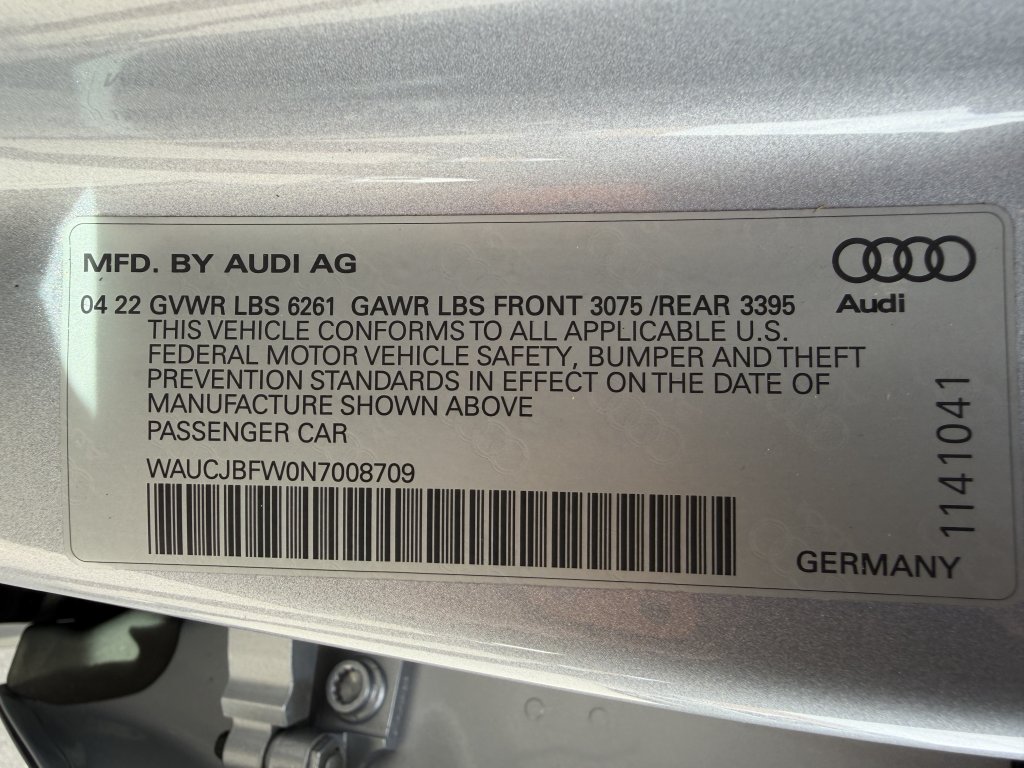 MFD. BY AUDI AG
Audi
04 22 GVWR LBS 6261 GAWR LBS FRONT 3075 /REAR 3395
THIS VEHICLE CONFORMS TO ALL APPLICABLE U.S.
FEDERAL MOTOR VEHICLE SAFETY, BUMPER AND THEFT
PREVENTION STANDARDS IN EFFECT ON THE DATE OF
MANUFACTURE SHOWN ABOVE
PASSENGER CAR
WAUCJBFW0N7008709
1141041
GERMANY